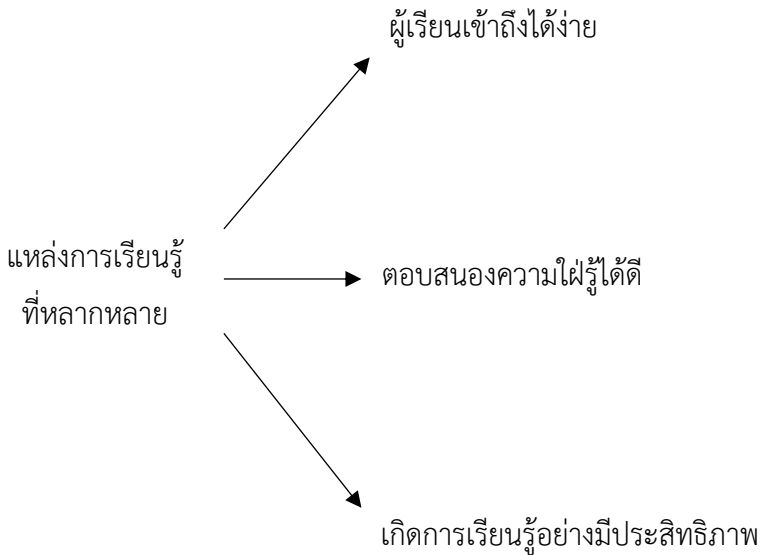 ผู้เรียนเข้าถึงได้ง่าย
แหล่งการเรียนรู้
ที่หลากหลาย
ตอบสนองความใฝ่รู้ได้ดี
เกิดการเรียนรู้อย่างมีประสิทธิภาพ